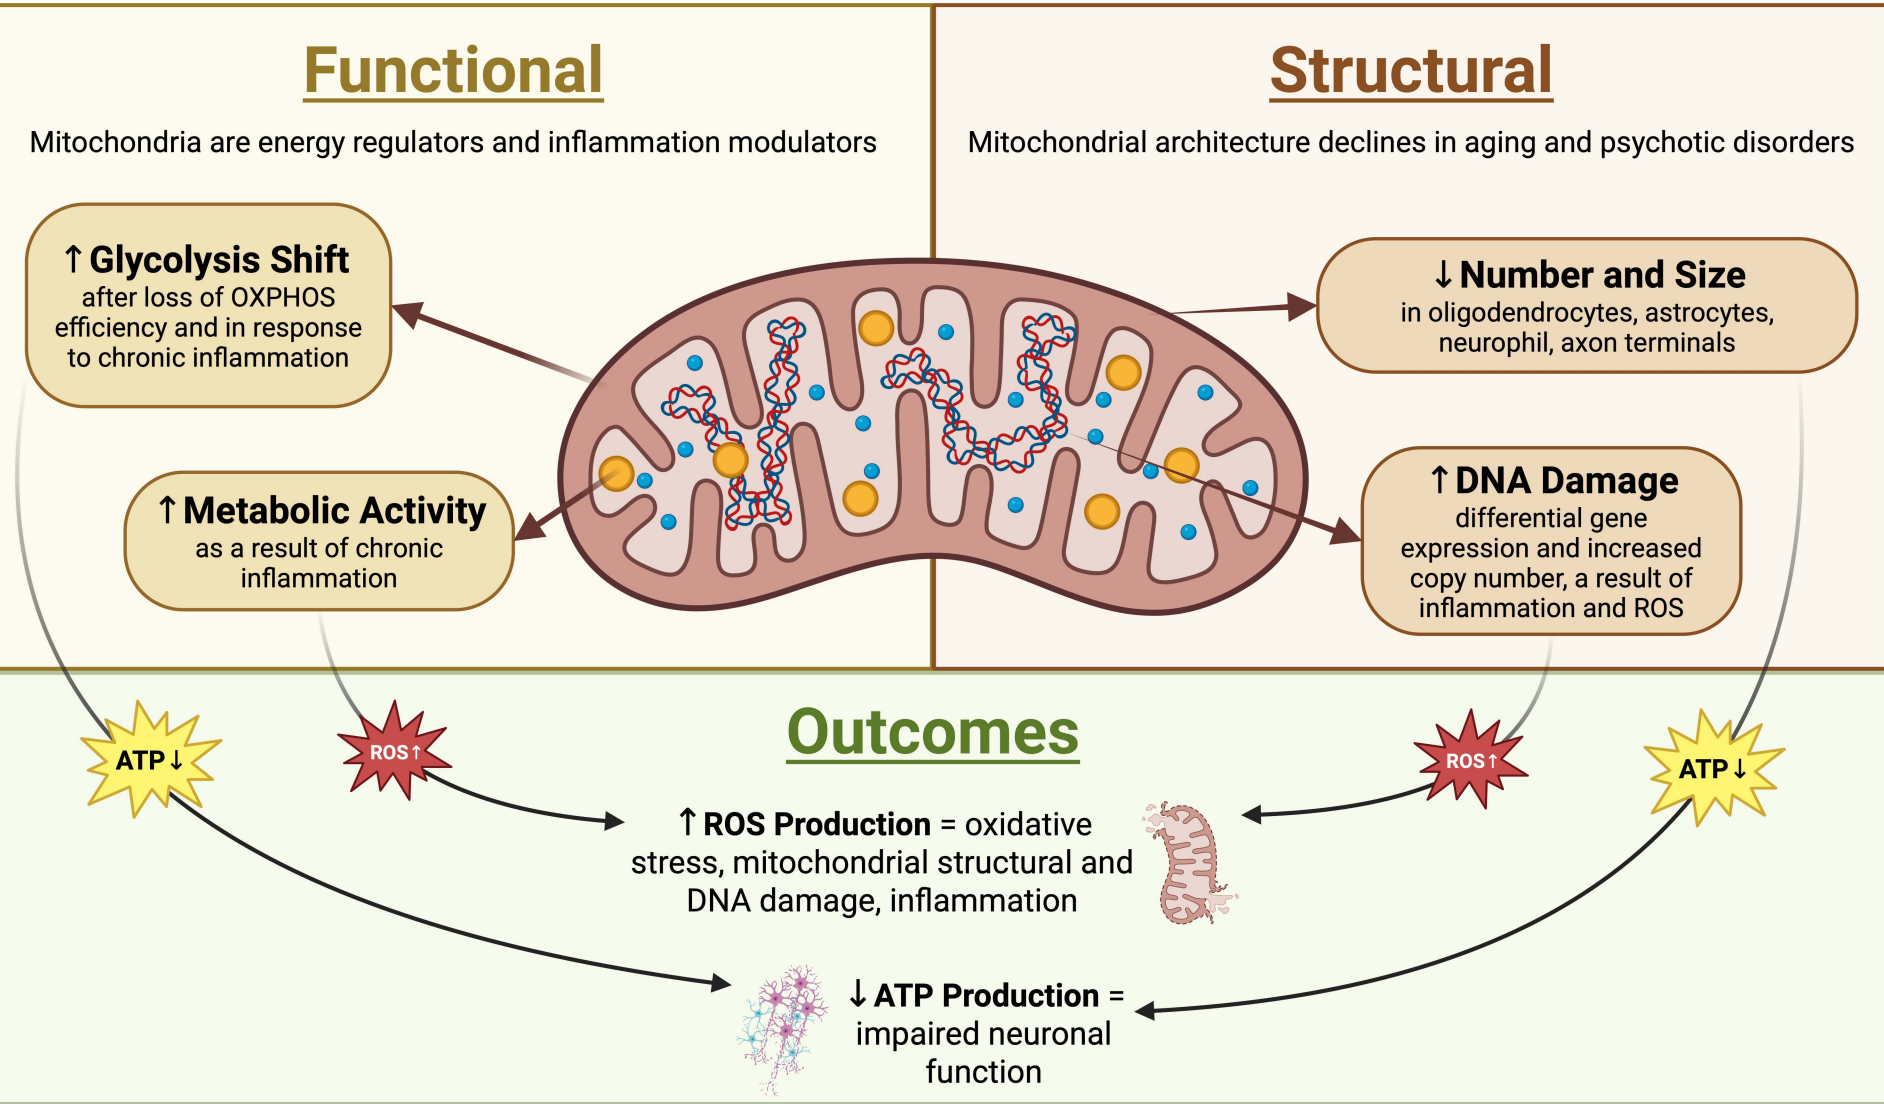 Functional
Mitochondria are energy regulators and inflammation modulators
↑Glycolysis Shift
after loss of OXPHOS
efficiency and in response
to chronic inflammation
↑Metabolic Activity
as a result of chronic
inflammation
Structural
Mitochondrial architecture declines in aging and psychotic disorders
↓Number and Size
in oligodendrocytes, astrocytes,
neurophil, axon terminals
↑DNA Damage
differential gene
expression and increased
copy number, a result of
inflammation and ROS
Outcomes
ATP↓
ROS↑
ROS↑
ATP↓
↑ROS Production = oxidative
stress, mitochondrial structural and
DNA damage, inflammation
↓ATP Production =
impaired neuronal
function